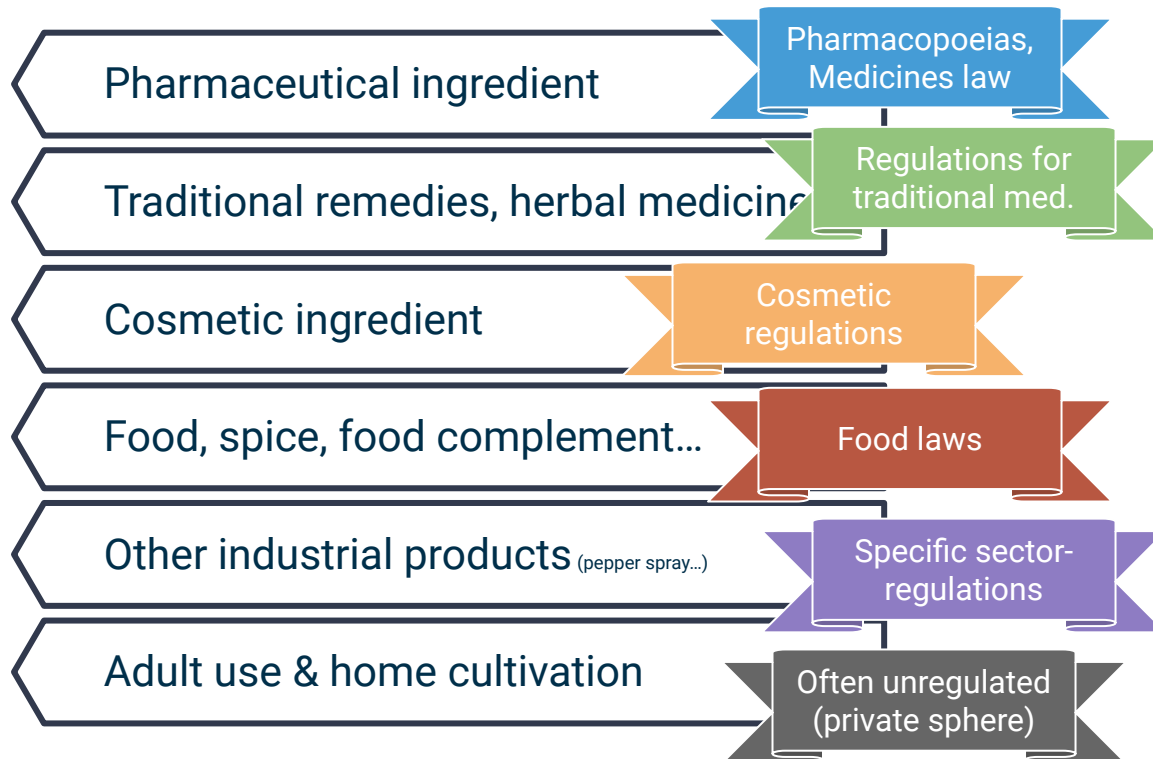 Pharmaceutical ingredient
Pharmacopoeias,
Medicines law
Traditional remedies, herbal medicine
Regulations for
traditional med.
Cosmetic ingredient
Cosmetic
regulations
Food, spice, food complement…
Food laws
Other industrial products (pepper spray…)
Specific sector-
regulations
Adult use & home cultivation
Often unregulated
(private sphere)